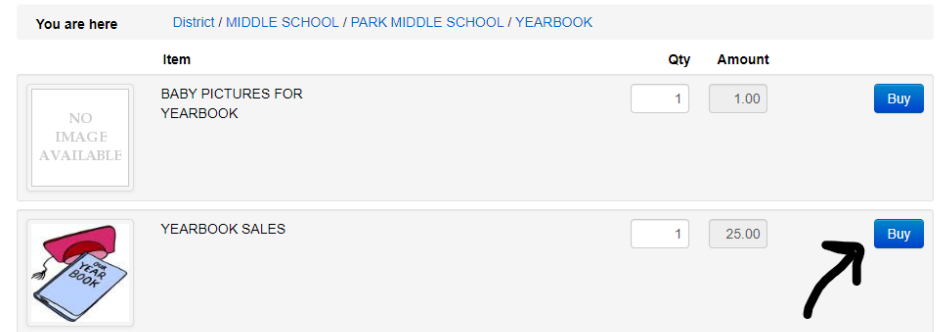 You are here District / MIDDLE SCHOOL / PARK MIDDLE SCHOOL / YEARBOOK
Item Qty Amount
NO
IMAGE
AVAILABLE
BABY PICTURES FOR
YEARBOOK
1 1.00 Buy
OUR
YEAR
BOOK
YEARBOOK SALES 1 25.00 Buy